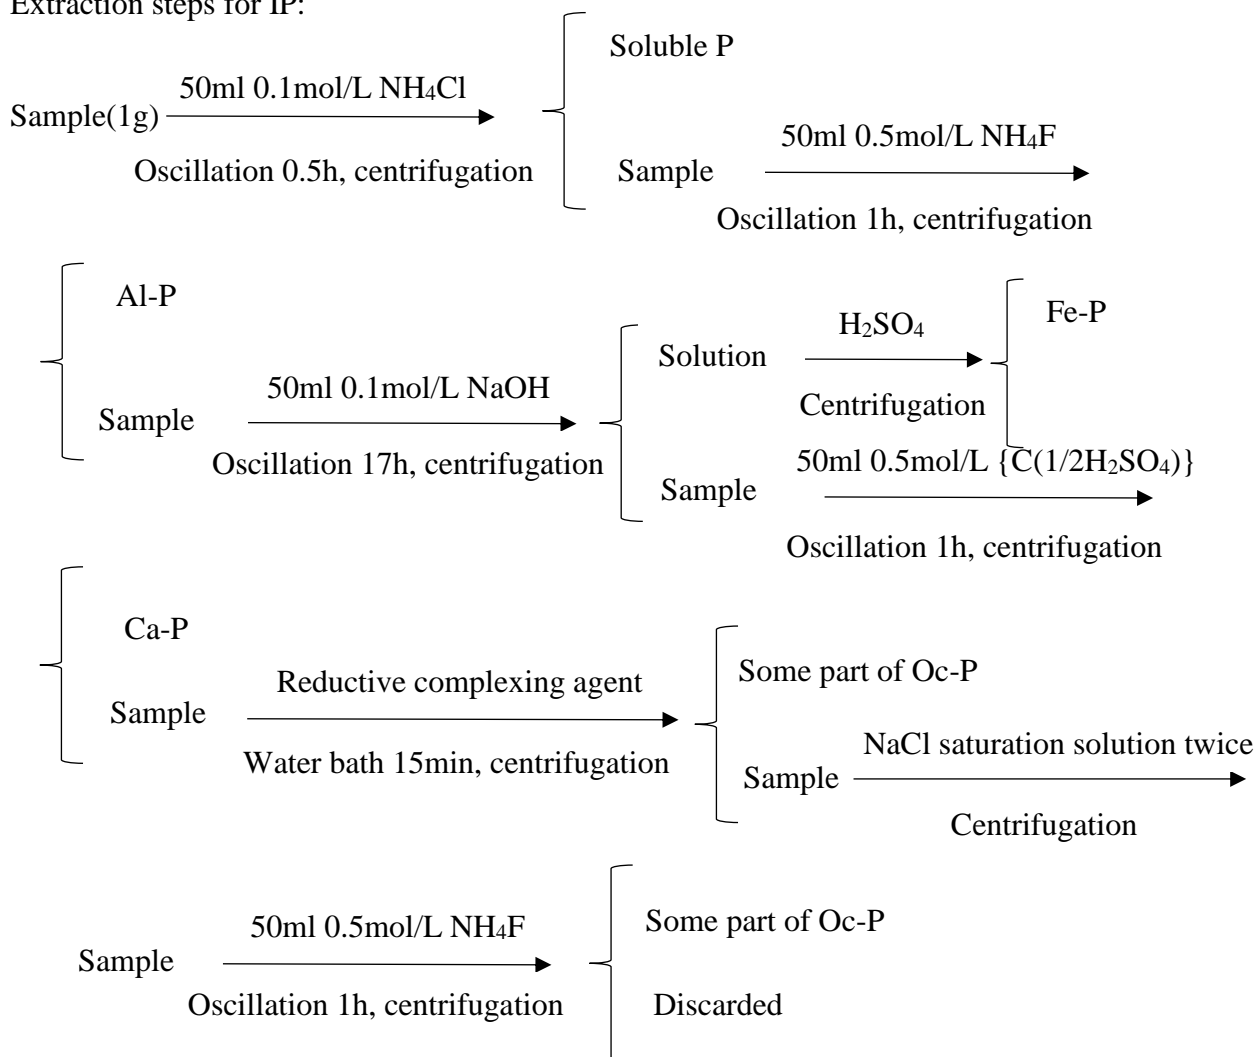 Extraction steps for IP:
Soluble P
50ml 0.1mol/L NH₄Cl
Sample(1g)
50ml 0.5mol/L NH₄F
Oscillation 0.5h, centrifugation
Sample
Oscillation 1h, centrifugation
Al-P
H₂SO₄
Fe-P
Solution
50ml 0.1mol/L NaOH
Sample
Centrifugation
Oscillation 17h, centrifugation
50ml 0.5mol/L {C(1/2H₂SO₄)}
Sample
Oscillation 1h, centrifugation
Ca-P
Some part of Oc-P
Reductive complexing agent
Sample
NaCl saturation solution twice
Water bath 15min, centrifugation
Sample
Centrifugation
Some part of Oc-P
50ml 0.5mol/L NH₄F
Sample
Oscillation 1h, centrifugation
Discarded